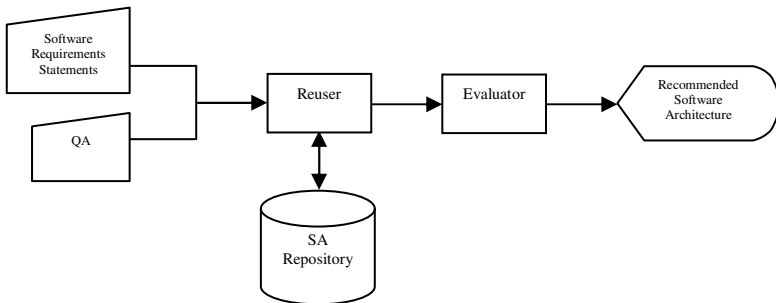 Software
Requirements
Statements
QA
Reuser
Evaluator
Recommended
Software
Architecture
SA
Repository